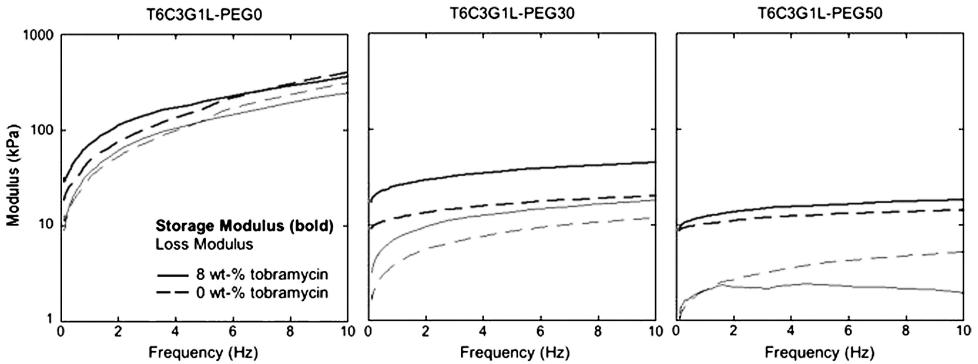 T6C3G1L-PEG0
T6C3G1L-PEG30
T6C3G1L-PEG50
Modulus (kPa)
1000
100
10
1
Storage Modulus (bold)
Loss Modulus
8 wt-% tobramycin
0 wt-% tobramycin
0 2 4 6 8 10
0 2 4 6 8 10
0 2 4 6 8 10
Frequency (Hz)
Frequency (Hz)
Frequency (Hz)